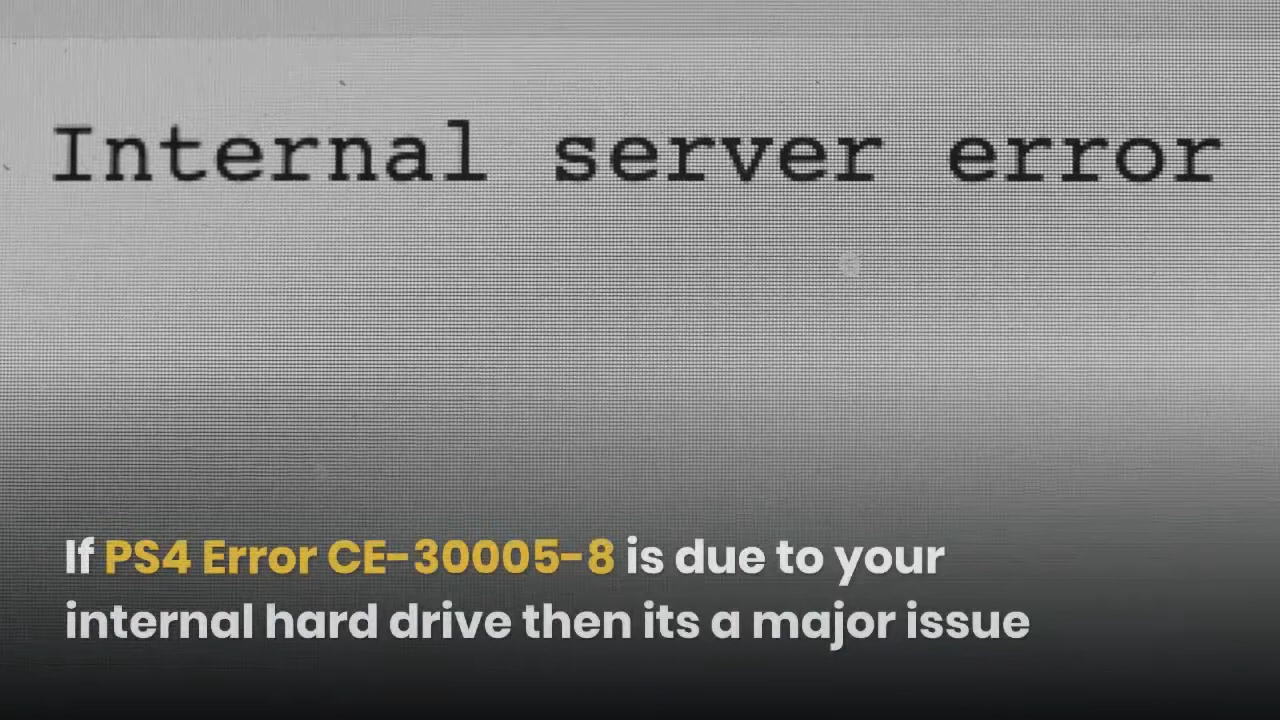 Internal server error
If PS4 Error CE-30005-8 is due to your
internal hard drive then its a major issue